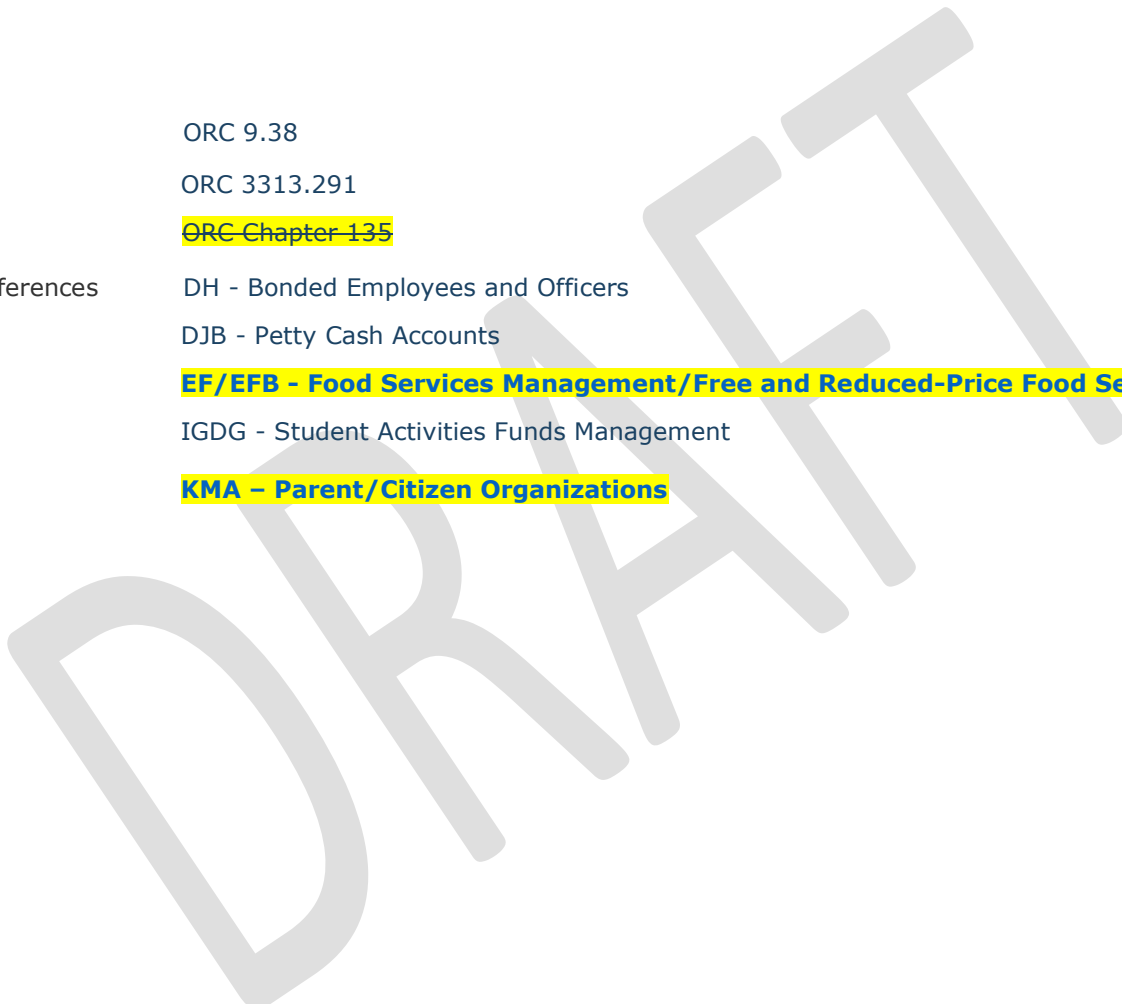 ORC 9.38
ORC 3313.291
ORC Chapter 135
ferences DH - Bonded Employees and Officers
DJB - Petty Cash Accounts
EF/EFB - Food Services Management/Free and Reduced-Price Food Se
IGDG - Student Activities Funds Management
KMA – Parent/Citizen Organizations
DRAFT